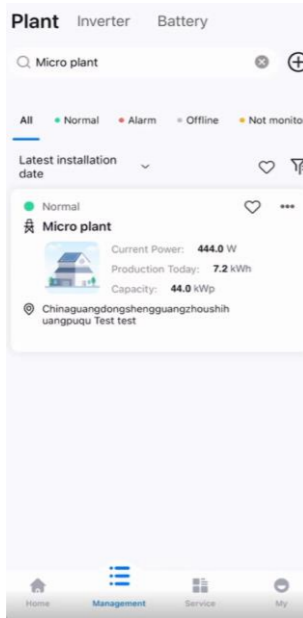 Plant Inverter Battery
Micro plant
All Normal Alarm Offline Not monito
Latest installation
date
Normal
Micro plant
Current Power: 444.0 W
Production Today: 7.2 kWh
Capacity: 44.0 kWp
Chinaguangdongshengguangzhoushih
uangpuqu Test test
Home Management Service My